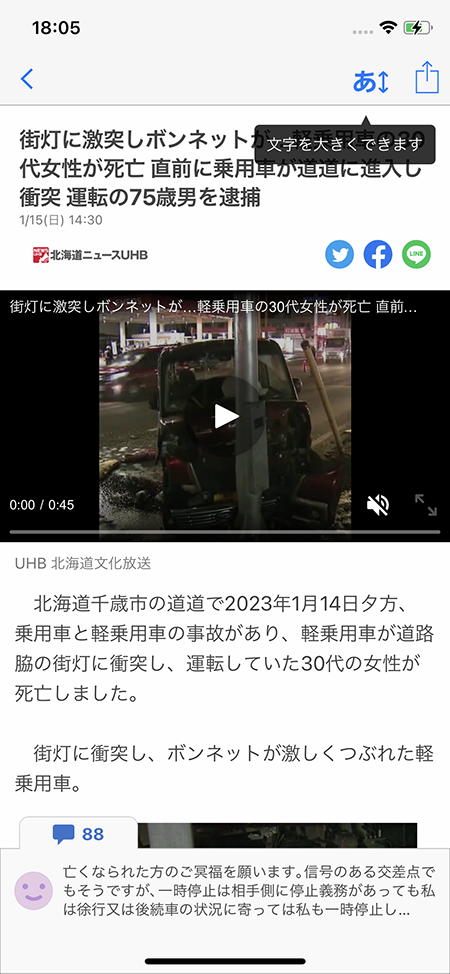 18:05
あ
文字を大きくできます
街灯に激突しボンネットが 軽乗用車の30
代女性が死亡 直前に乗用車が道道に進入し
衝突 運転の75歳男を逮捕
1/15(日) 14:30
北海道ニュースUHB
LINE
街灯に激突しボンネットが…軽乗用車の30代女性が死亡 直前…
0:00 / 0:45
UHB 北海道文化放送
北海道千歳市の道道で2023年1月14日夕方、
乗用車と軽乗用車の事故があり、軽乗用車が道路
脇の街灯に衝突し、運転していた30代の女性が
死亡しました。
街灯に衝突し、ボンネットが激しくつぶれた軽
乗用車。
88
亡くなられた方のご冥福を願います。信号のある交差点で
もそうですが、一時停止は相手側に停止義務があっても私
は徐行又は後続車の状況に寄っては私も一時停止し...